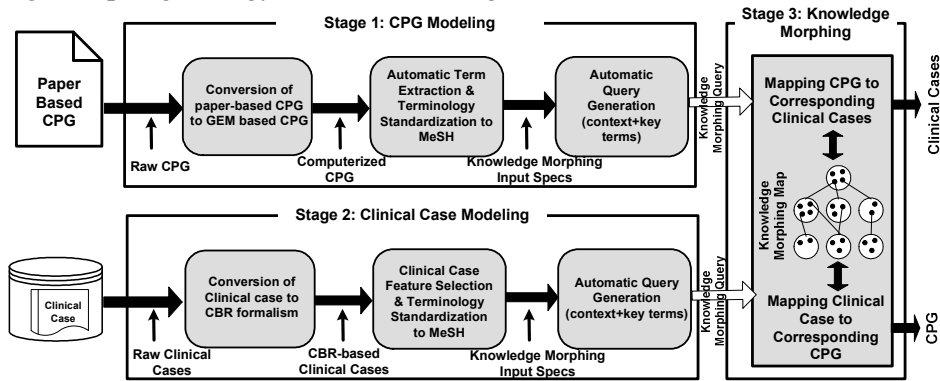 Stage 1: CPG Modeling
Stage 3: Knowledge
Morphing
Paper
Based
CPG
Conversion of
paper-based CPG
to GEM based CPG
Automatic Term
Extraction &
Terminology
Standardization to
MeSH
Automatic
Query
Generation
(context+key
terms)
Knowledge
Morphing Query
Raw CPG
Computerized
CPG
Knowledge Morphing
Input Specs
Mapping CPG to
Corresponding
Clinical Cases
Clinical Cases
Knowledge
Morphing Map
Stage 2: Clinical Case Modeling
Clinical
Case
Conversion of
Clinical case to
CBR formalism
Clinical Case
Feature Selection
& Terminology
Standardization
to MeSH
Automatic Query
Generation
(context+key terms)
Knowledge
Morphing Query
Raw Clinical
Cases
CBR-based
Clinical Cases
Knowledge Morphing
Input Specs
Mapping Clinical
Case to
Corresponding
CPG
CPG